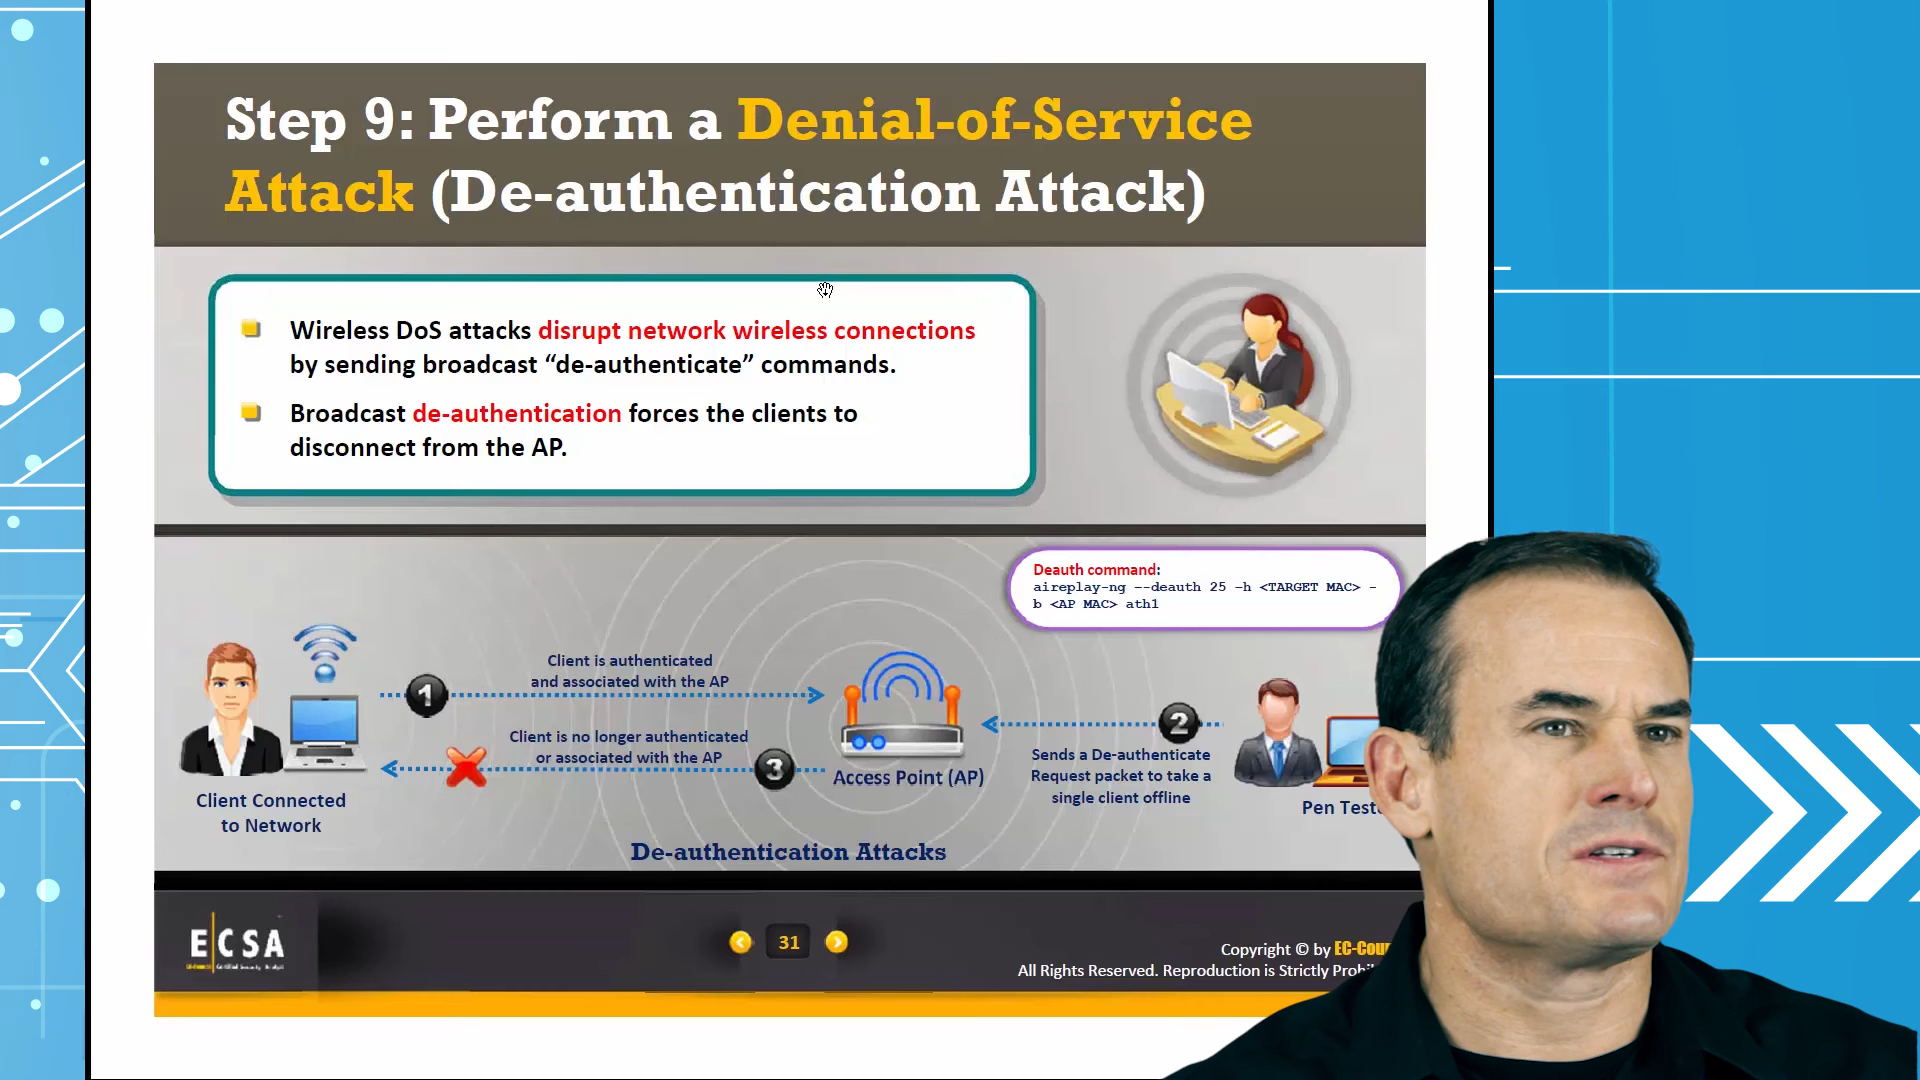 Step 9: Perform a Denial-of-Service
Attack (De-authentication Attack)
Wireless DoS attacks disrupt network wireless connections
by sending broadcast “de-authenticate” commands.
Broadcast de-authentication forces the clients to
disconnect from the AP.
Deauth command:
aireplay-ng --deauth 25 -h <TARGET MAC> -
b <AP MAC> ath1
Client is authenticated
and associated with the AP
1
2
Client is no longer authenticated
or associated with the AP
3
Access Point (AP)
Sends a De-authenticate
Request packet to take a
single client offline
Client Connected
to Network
Pen Teste
De-authentication Attacks
ECSA
31
Copyright © by EC-Coun
All Rights Reserved. Reproduction is Strictly Prohi